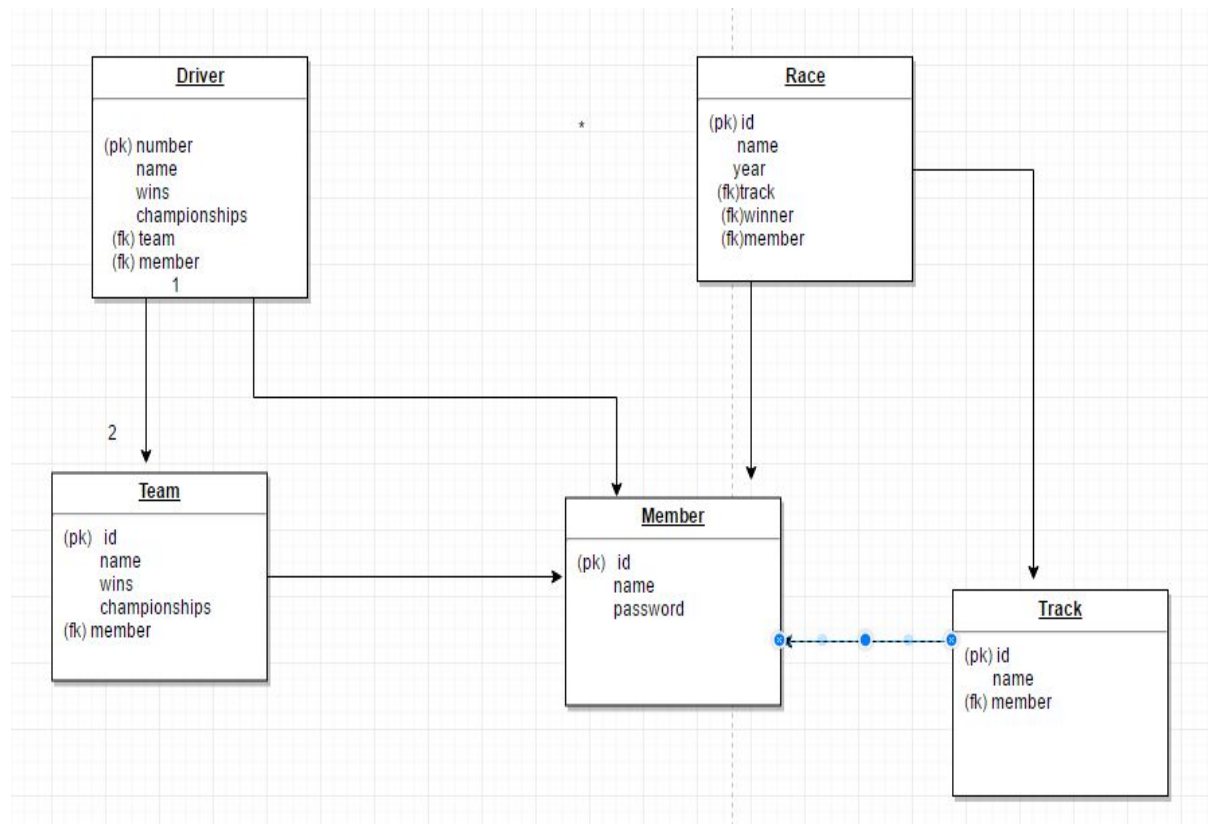 Driver
(pk) number
name
wins
championships
(fk) team
(fk) member
1
*
Race
(pk) id
name
year
(fk)track
(fk)winner
(fk)member
2
Team
(pk) id
name
wins
championships
(fk) member
Member
(pk) id
name
password
Track
(pk) id
name
(fk) member